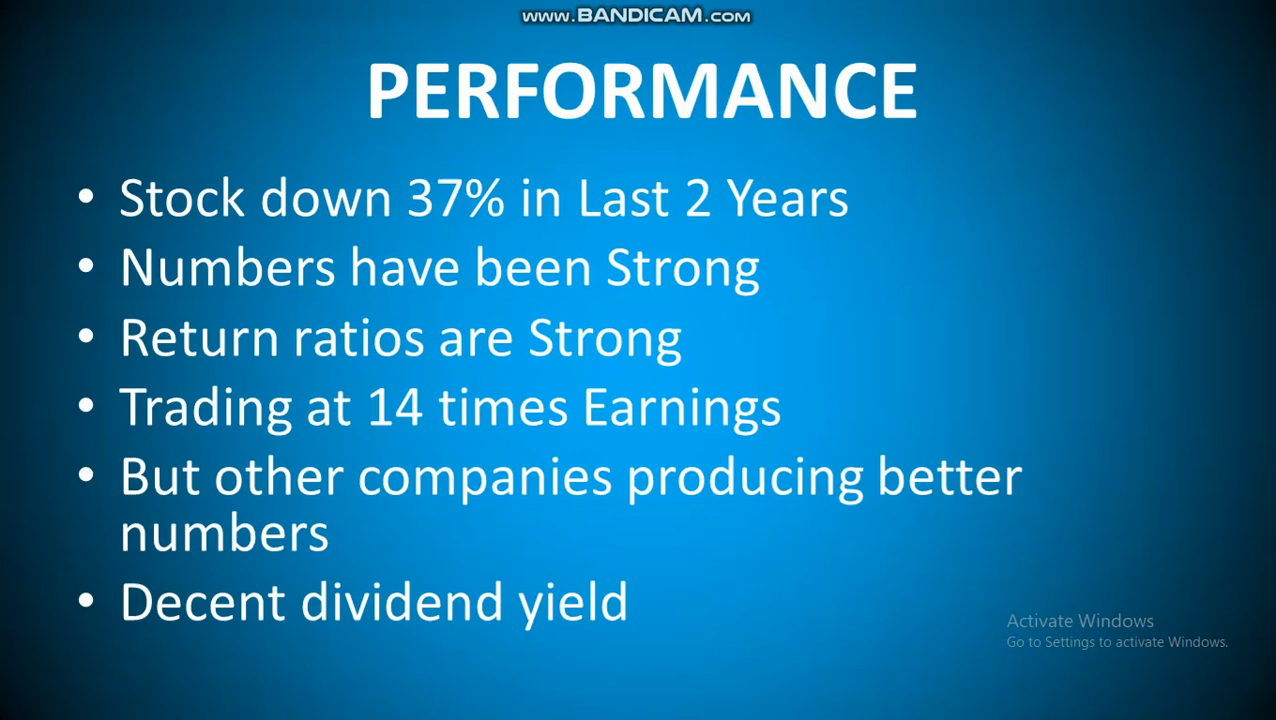 www.BANDICAM.com
PERFORMANCE
• Stock down 37% in Last 2 Years
• Numbers have been Strong
• Return ratios are Strong
• Trading at 14 times Earnings
• But other companies producing better
numbers
• Decent dividend yield
Activate Windows
Go to Settings to activate Windows.